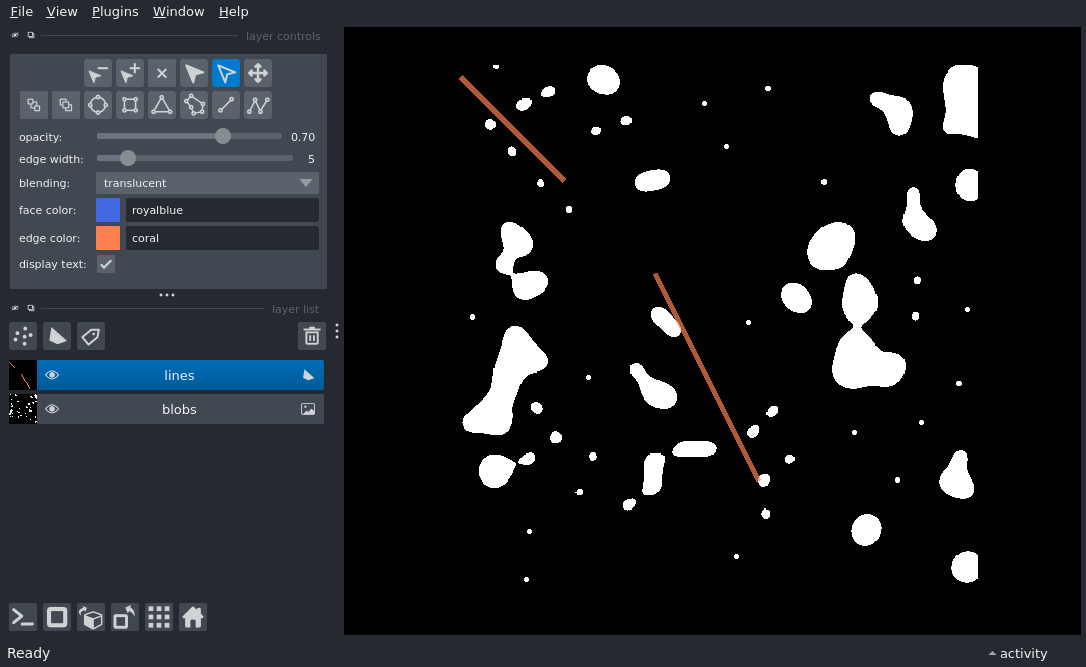 File View Plugins Window Help
layer controls
opacity: 0.70
edge width: 5
blending: translucent
face color: royalblue
edge color: coral
display text:
layer list
lines
blobs
Ready
activity